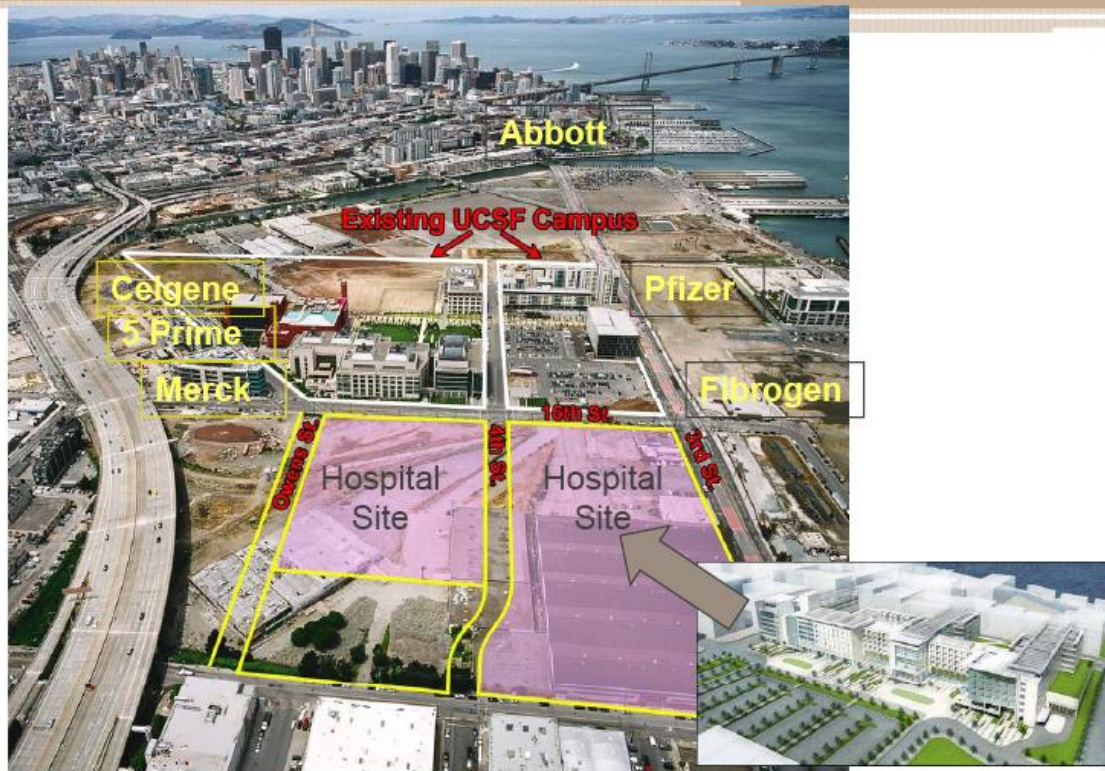 Abbott
Existing UCSF Campus
Celgene
Pfizer
5 Prime
Merck
Fibrogen
16th St.
Owens St.
4th St.
3rd St.
Hospital
Site
Hospital
Site